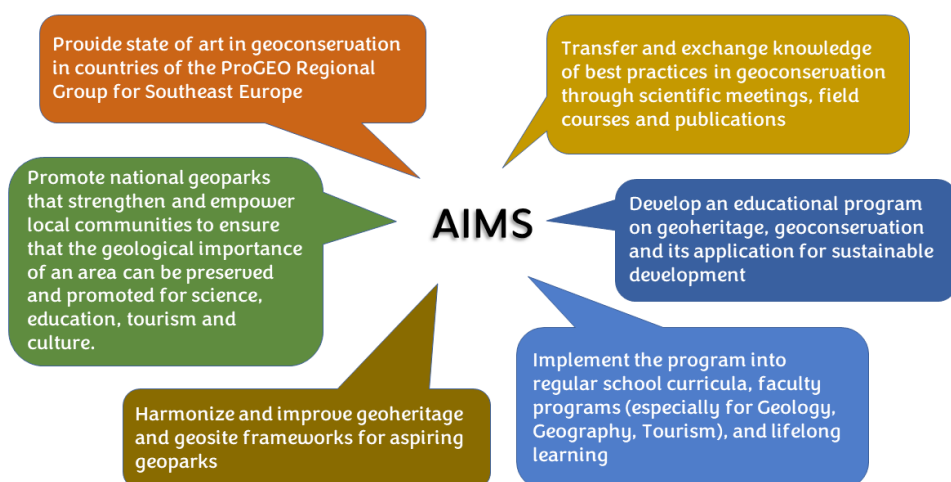 Provide state of art in geoconservation
in countries of the ProGEO Regional
Group for Southeast Europe
Transfer and exchange knowledge
of best practices in geoconservation
through scientific meetings, field
courses and publications
Promote national geoparks
that strengthen and empower
local communities to ensure
that the geological importance
of an area can be preserved
and promoted for science,
education, tourism and
culture.
AIMS
Develop an educational program
on geoheritage, geoconservation
and its application for sustainable
development
Harmonize and improve geoheritage
and geosite frameworks for aspiring
geoparks
Implement the program into
regular school curricula, faculty
programs (especially for Geology,
Geography, Tourism), and lifelong
learning